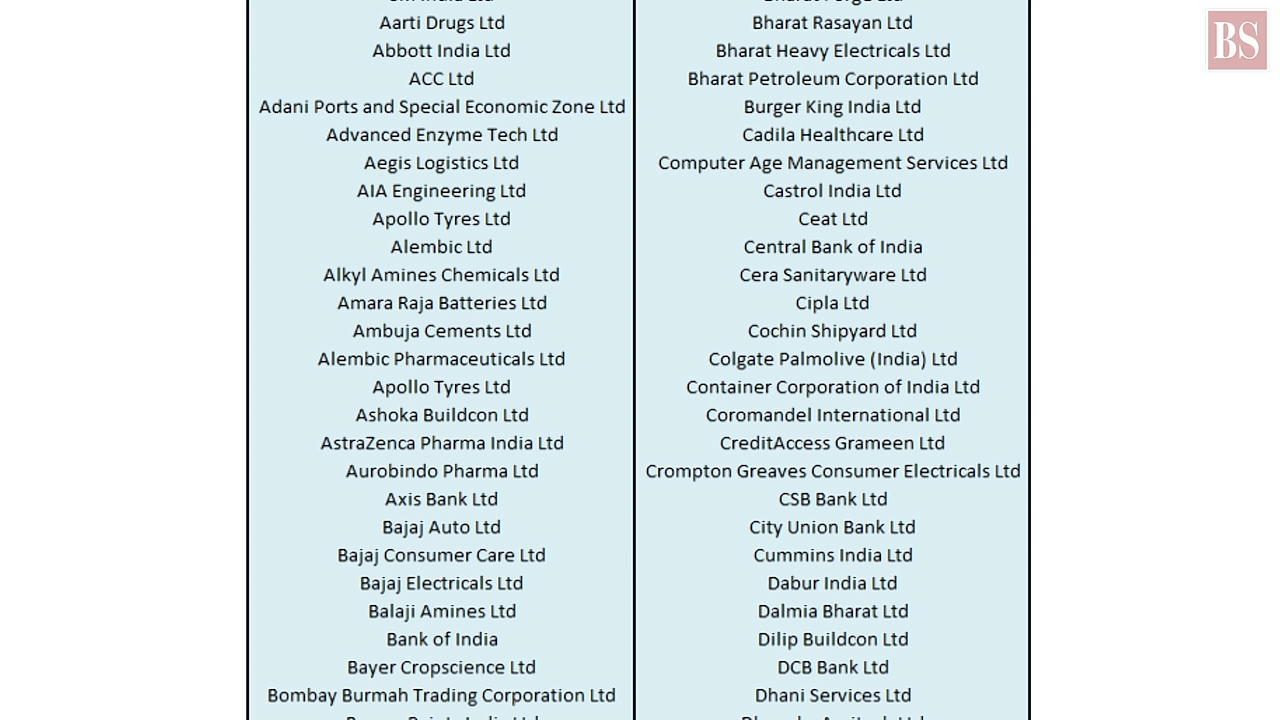 Aarti Drugs Ltd
Abbott India Ltd
ACC Ltd
Adani Ports and Special Economic Zone Ltd
Advanced Enzyme Tech Ltd
Aegis Logistics Ltd
AIA Engineering Ltd
Apollo Tyres Ltd
Alembic Ltd
Alkyl Amines Chemicals Ltd
Amara Raja Batteries Ltd
Ambuja Cements Ltd
Alembic Pharmaceuticals Ltd
Apollo Tyres Ltd
Ashoka Buildcon Ltd
AstraZenca Pharma India Ltd
Aurobindo Pharma Ltd
Axis Bank Ltd
Bajaj Auto Ltd
Bajaj Consumer Care Ltd
Bajaj Electricals Ltd
Balaji Amines Ltd
Bank of India
Bayer Cropscience Ltd
Bombay Burmah Trading Corporation Ltd
Bharat Rasayan Ltd
Bharat Heavy Electricals Ltd
Bharat Petroleum Corporation Ltd
Burger King India Ltd
Cadila Healthcare Ltd
Computer Age Management Services Ltd
Castrol India Ltd
Ceat Ltd
Central Bank of India
Cera Sanitaryware Ltd
Cipla Ltd
Cochin Shipyard Ltd
Colgate Palmolive (India) Ltd
Container Corporation of India Ltd
Coromandel International Ltd
CreditAccess Grameen Ltd
Crompton Greaves Consumer Electricals Ltd
CSB Bank Ltd
City Union Bank Ltd
Cummins India Ltd
Dabur India Ltd
Dalmia Bharat Ltd
Dilip Buildcon Ltd
DCB Bank Ltd
Dhani Services Ltd
BS